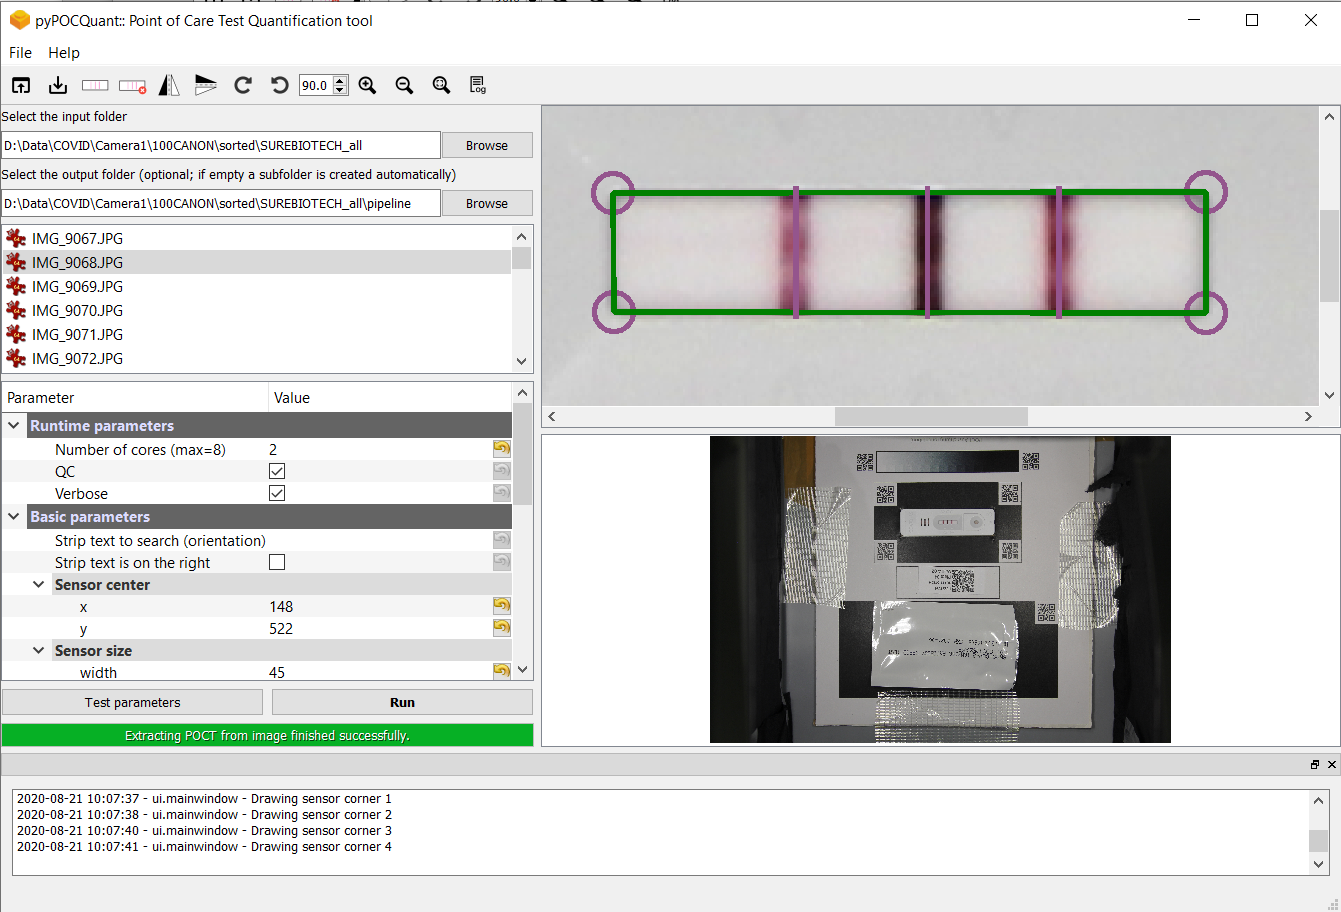 pyPOCQuant:: Point of Care Test Quantification tool
File Help
90.0
log
Select the input folder
D:\Data\COVID\Camera1\100CANON\sorted\SUREBIOTECH_all
Browse
Select the output folder (optional; if empty a subfolder is created automatically)
D:\Data\COVID\Camera1\100CANON\sorted\SUREBIOTECH_all\pipeline
Browse
IMG_9067.JPG
IMG_9068.JPG
IMG_9069.JPG
IMG_9070.JPG
IMG_9071.JPG
IMG_9072.JPG
Parameter Value
Runtime parameters
Number of cores (max=8) 2
QC
Verbose
Basic parameters
Strip text to search (orientation)
Strip text is on the right
Sensor center
x 148
y 522
Sensor size
width 45
Test parameters Run
Extracting POCT from image finished successfully.
2020-08-21 10:07:37 - ui.mainwindow - Drawing sensor corner 1
2020-08-21 10:07:38 - ui.mainwindow - Drawing sensor corner 2
2020-08-21 10:07:40 - ui.mainwindow - Drawing sensor corner 3
2020-08-21 10:07:41 - ui.mainwindow - Drawing sensor corner 4